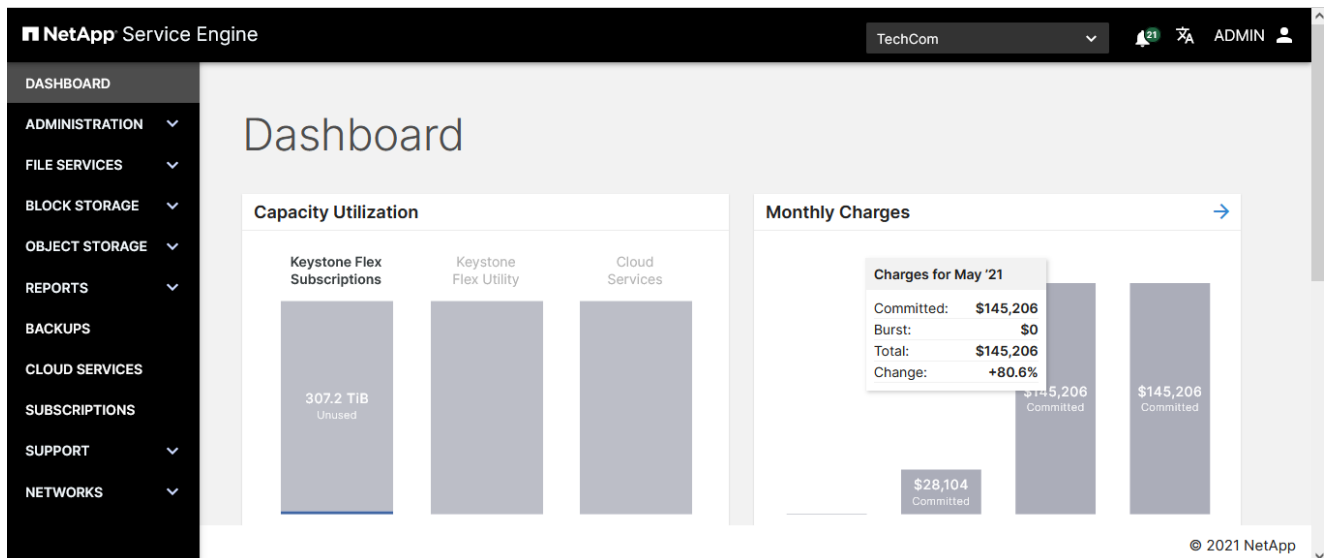 NetApp Service Engine
TechCom
21
ADMIN
DASHBOARD
ADMINISTRATION
FILE SERVICES
BLOCK STORAGE
OBJECT STORAGE
REPORTS
BACKUPS
CLOUD SERVICES
SUBSCRIPTIONS
SUPPORT
NETWORKS
Dashboard
Capacity Utilization
Keystone Flex
Subscriptions
Keystone
Flex Utility
Cloud
Services
307.2 TiB
Unused
Monthly Charges
Charges for May '21
Committed: $145,206
Burst: $0
Total: $145,206
Change: +80.6%
$28,104
Committed
$145,206
Committed
$145,206
Committed
© 2021 NetApp